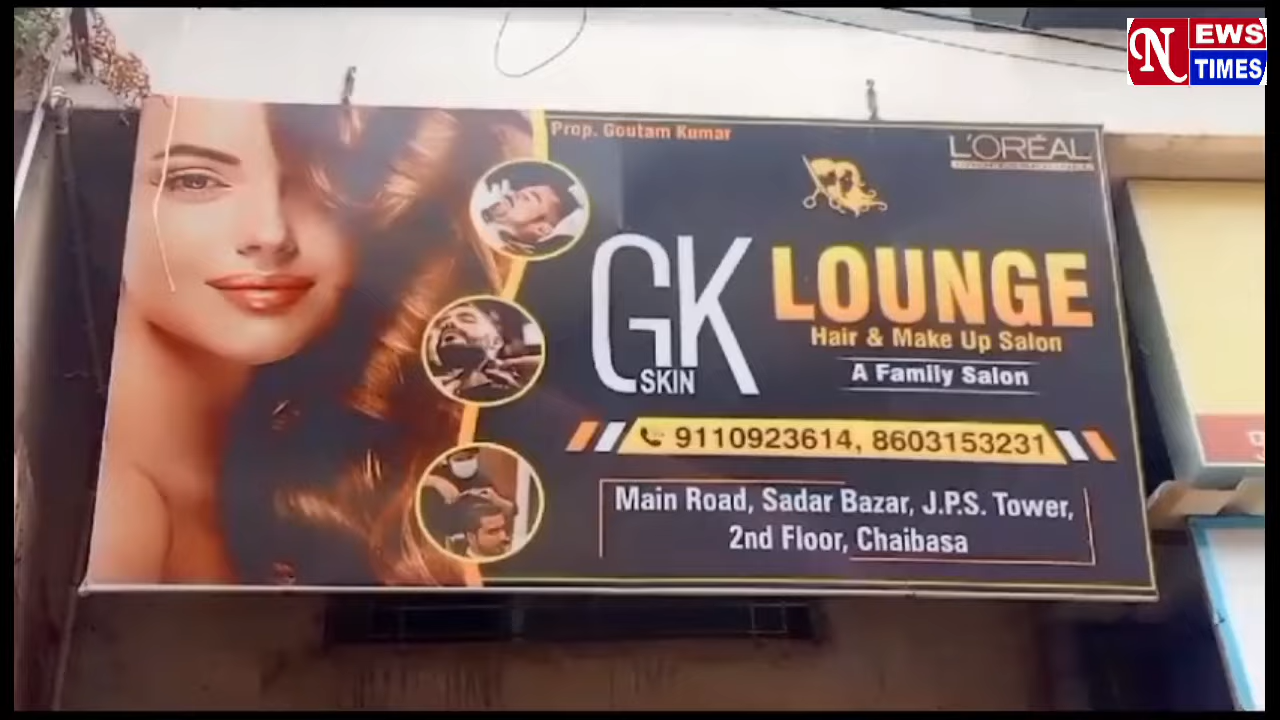 NEWS
TIMES
Prop. Goutam Kumar
L'ORÉAL
GK
SKIN
LOUNGE
Hair & Make Up Salon
A Family Salon
9110923614, 8603153231
Main Road, Sadar Bazar, J.P.S. Tower,
2nd Floor, Chaibasa